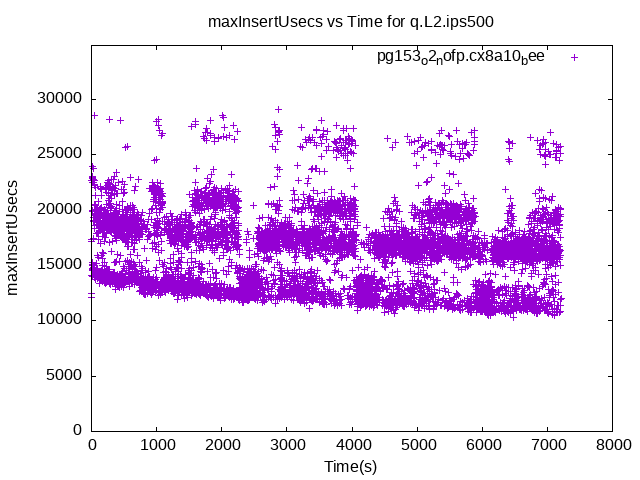 maxInsertUsecs vs Time for q.L2.ips500
pg153_o2_nofp.cx8a10_bee
30000
25000
20000
15000
10000
5000
0
maxInsertUsecs
0 1000 2000 3000 4000 5000 6000 7000 8000
Time(s)